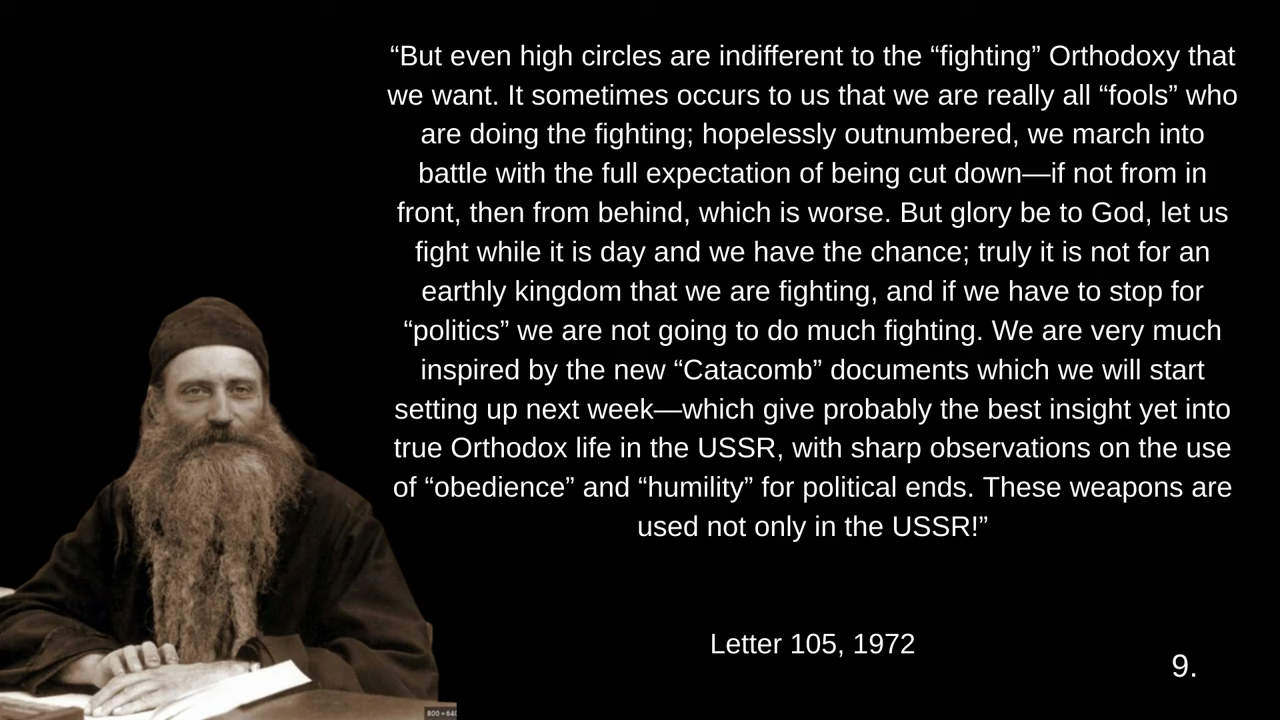 “But even high circles are indifferent to the “fighting” Orthodoxy that
we want. It sometimes occurs to us that we are really all “fools” who
are doing the fighting; hopelessly outnumbered, we march into
battle with the full expectation of being cut down—if not from in
front, then from behind, which is worse. But glory be to God, let us
fight while it is day and we have the chance; truly it is not for an
earthly kingdom that we are fighting, and if we have to stop for
“politics” we are not going to do much fighting. We are very much
inspired by the new “Catacomb” documents which we will start
setting up next week—which give probably the best insight yet into
true Orthodox life in the USSR, with sharp observations on the use
of “obedience” and “humility” for political ends. These weapons are
used not only in the USSR!”
Letter 105, 1972
9.
800 × 640